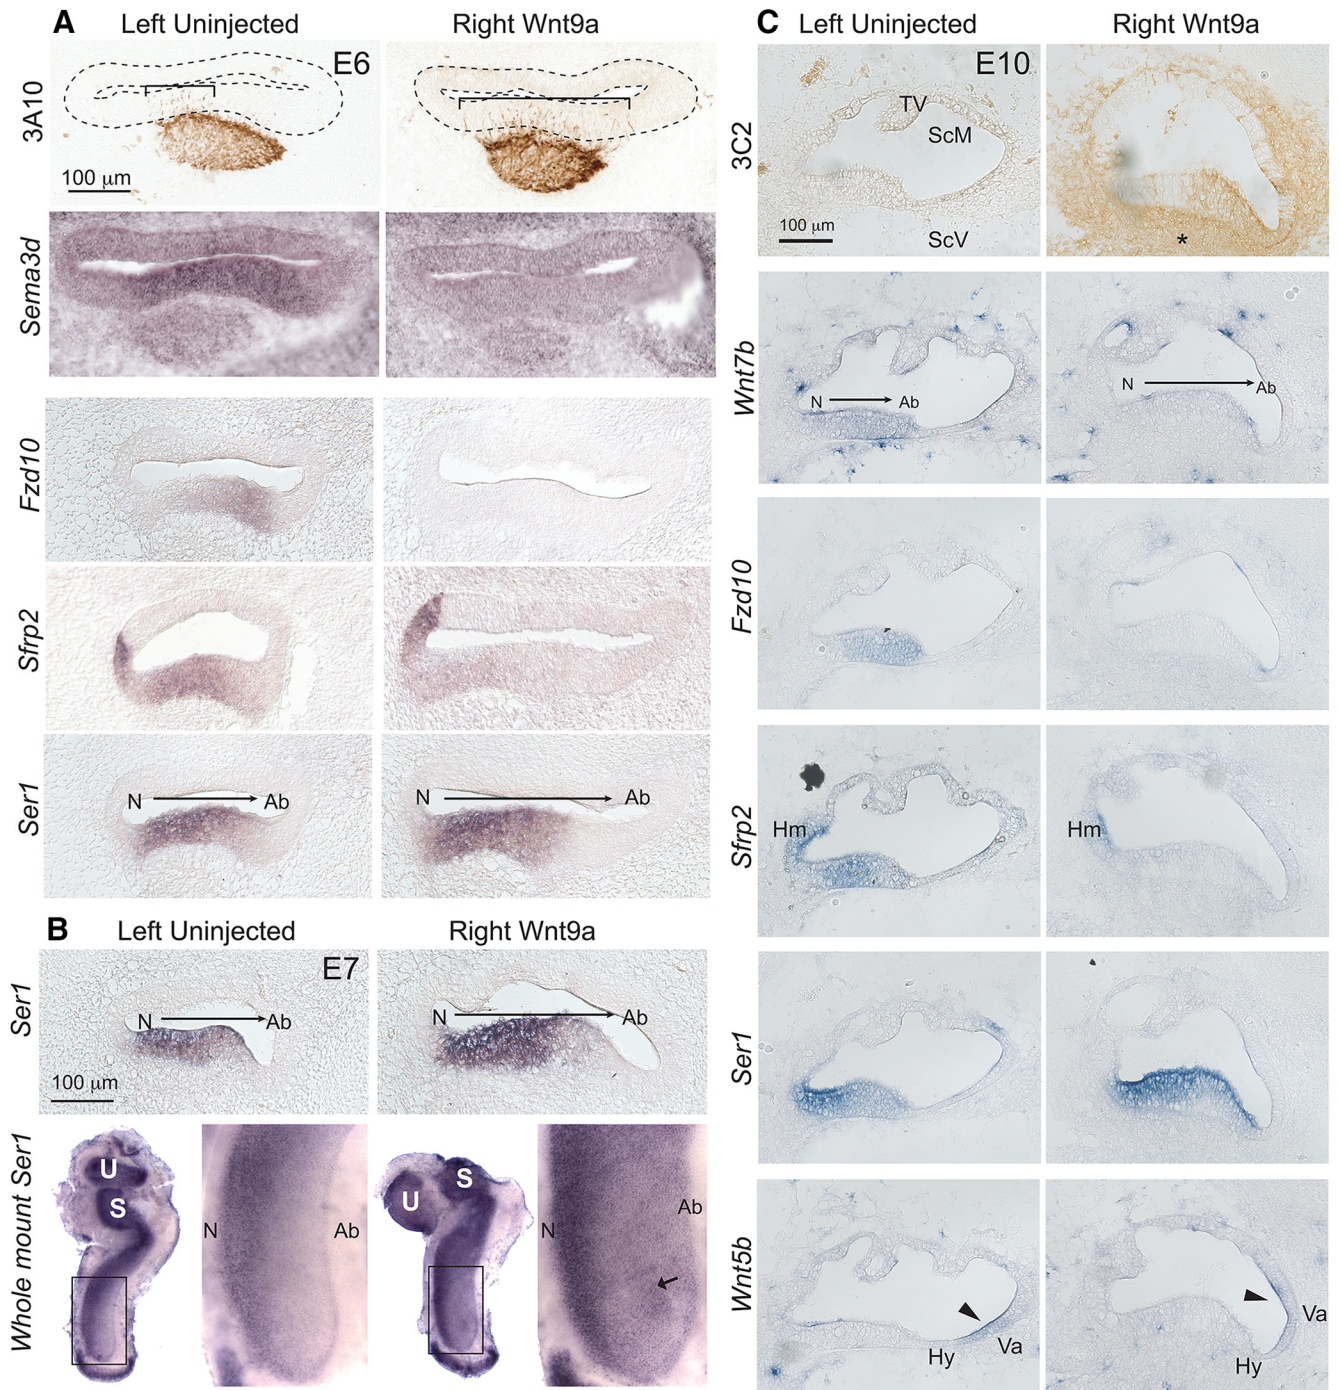 A
Left Uninjected
Right Wnt9a
3A10
E6
100 μm
Sema3d
Fzd10
Sfrp2
Ser1
N
Ab
N
Ab
B
Left Uninjected
Right Wnt9a
Ser1
E7
N
Ab
N
Ab
100 μm
Whole mount Ser1
U
S
N
Ab
U
S
N
Ab
C
Left Uninjected
Right Wnt9a
3C2
E10
TV
ScM
ScV
100 μm
*
Wnt7b
N
Ab
N
Ab
Fzd10
Sfrp2
Hm
Hm
Ser1
Wnt5b
Hy
Va
Hy
Va